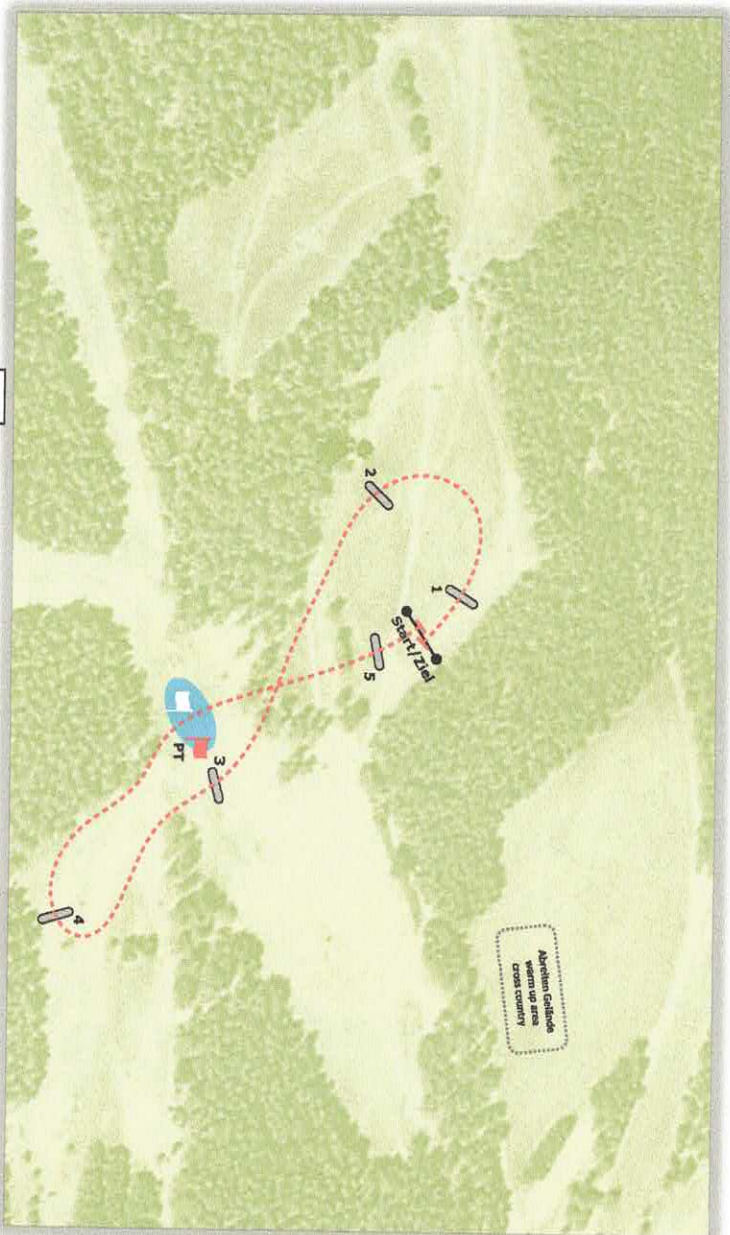 2
1
Start/Ziel
5
PT
3
4
Abreiten Gelände
warm up area
cross country